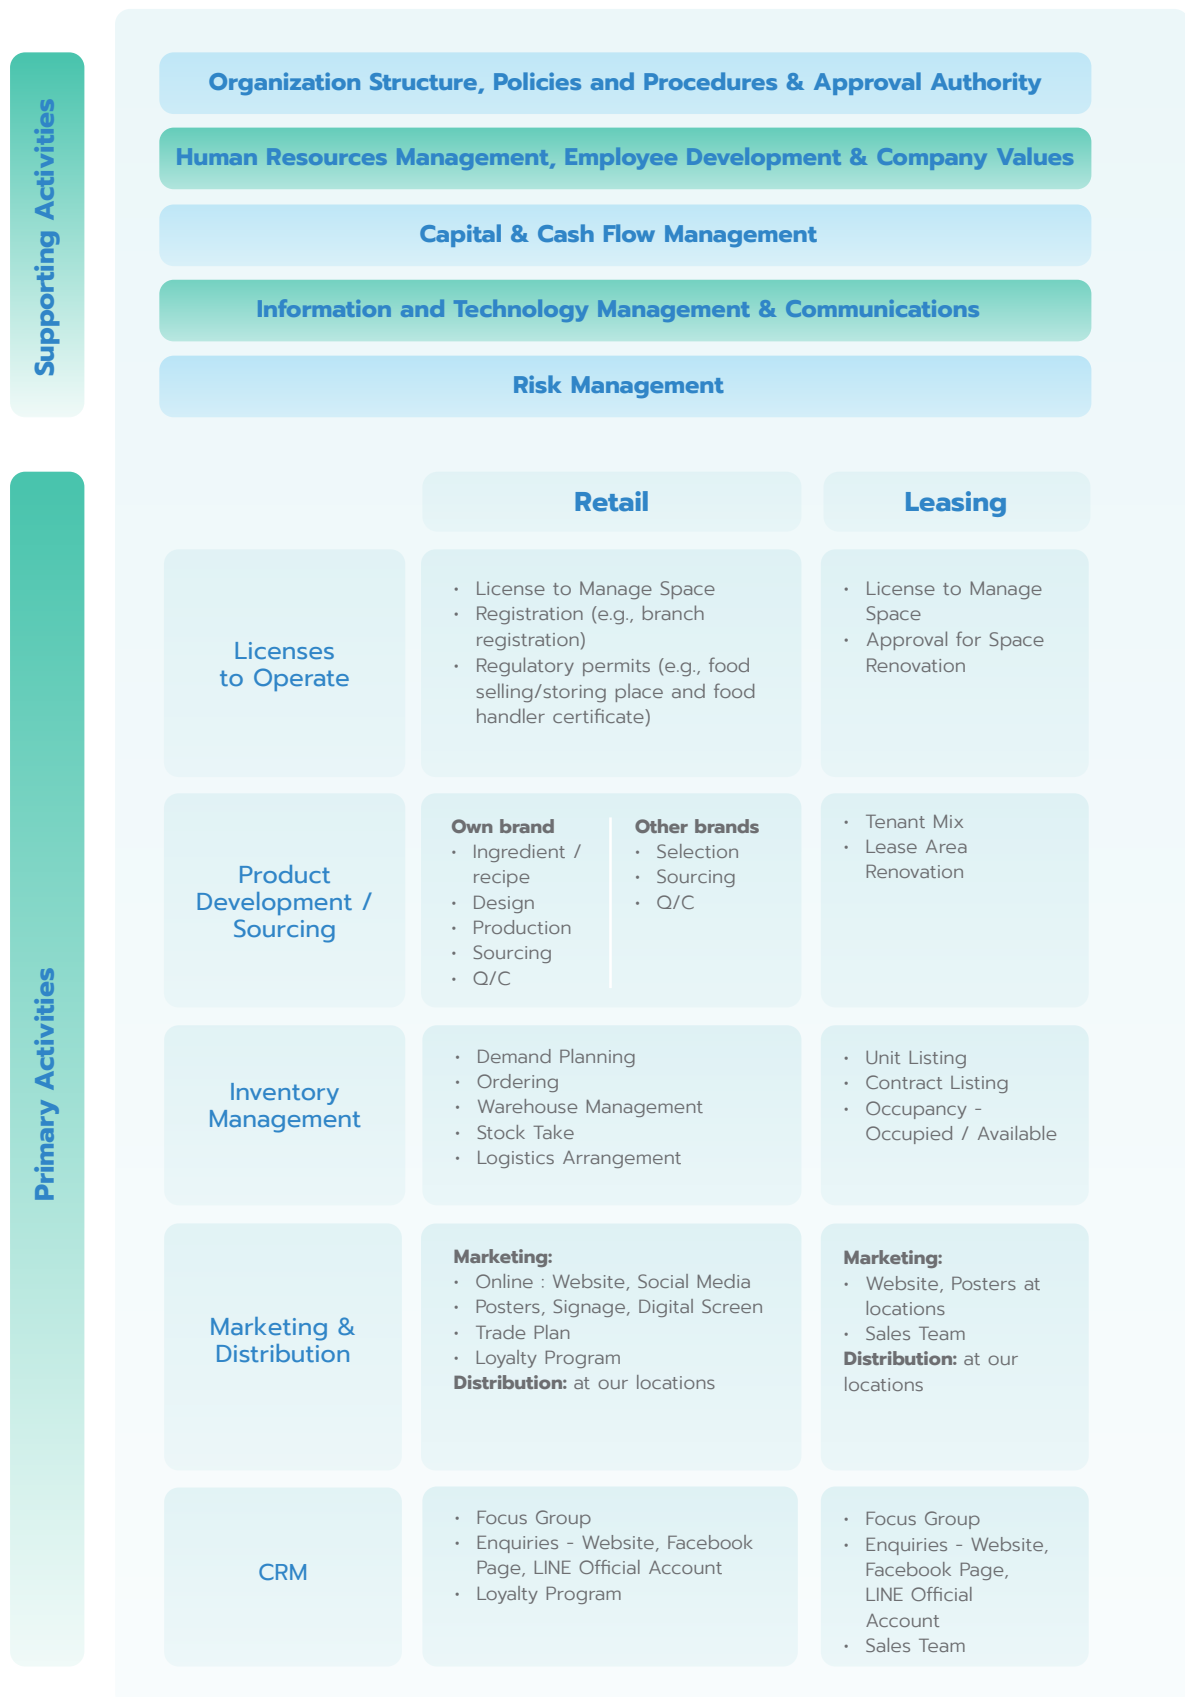 Supporting Activities
Organization Structure, Policies and Procedures & Approval Authority
Human Resources Management, Employee Development & Company Values
Capital & Cash Flow Management
Information and Technology Management & Communications
Risk Management
Primary Activities
Retail
Leasing
Licenses
to Operate
• License to Manage Space
• Registration (e.g., branch
registration)
• Regulatory permits (e.g., food
selling/storing place and food
handler certificate)
• License to Manage
Space
• Approval for Space
Renovation
Product
Development /
Sourcing
Own brand
• Ingredient /
recipe
• Design
• Production
• Sourcing
• Q/C
Other brands
• Selection
• Sourcing
• Q/C
• Tenant Mix
• Lease Area
Renovation
Inventory
Management
• Demand Planning
• Ordering
• Warehouse Management
• Stock Take
• Logistics Arrangement
• Unit Listing
• Contract Listing
• Occupancy -
Occupied / Available
Marketing &
Distribution
Marketing:
• Online : Website, Social Media
• Posters, Signage, Digital Screen
• Trade Plan
• Loyalty Program
Distribution: at our locations
Marketing:
• Website, Posters at
locations
• Sales Team
Distribution: at our
locations
CRM
• Focus Group
• Enquiries - Website, Facebook
Page, LINE Official Account
• Loyalty Program
• Focus Group
• Enquiries - Website,
Facebook Page,
LINE Official
Account
• Sales Team